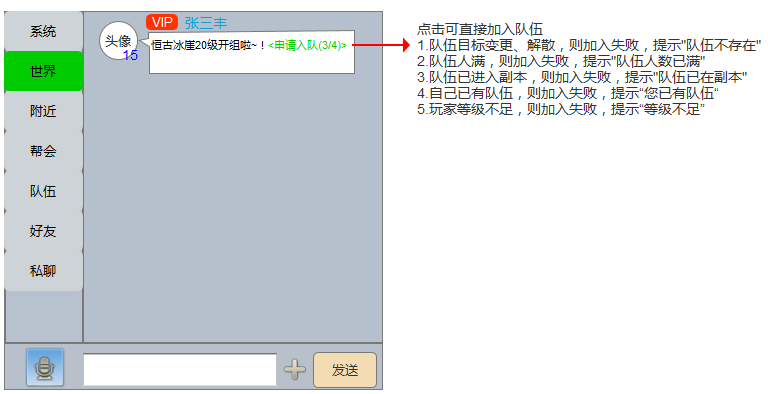 系统
世界
附近
帮会
队伍
好友
私聊
VIP 张三丰
头像
15
恒古冰崖20级开组啦~！<申请入队(3/4)>
发送
点击可直接加入队伍
1.队伍目标变更、解散，则加入失败，提示"队伍不存在"
2.队伍人满，则加入失败，提示"队伍人数已满"
3.队伍已进入副本，则加入失败，提示"队伍已在副本"
4.自己已有队伍，则加入失败，提示“您已有队伍“
5.玩家等级不足，则加入失败，提示“等级不足”